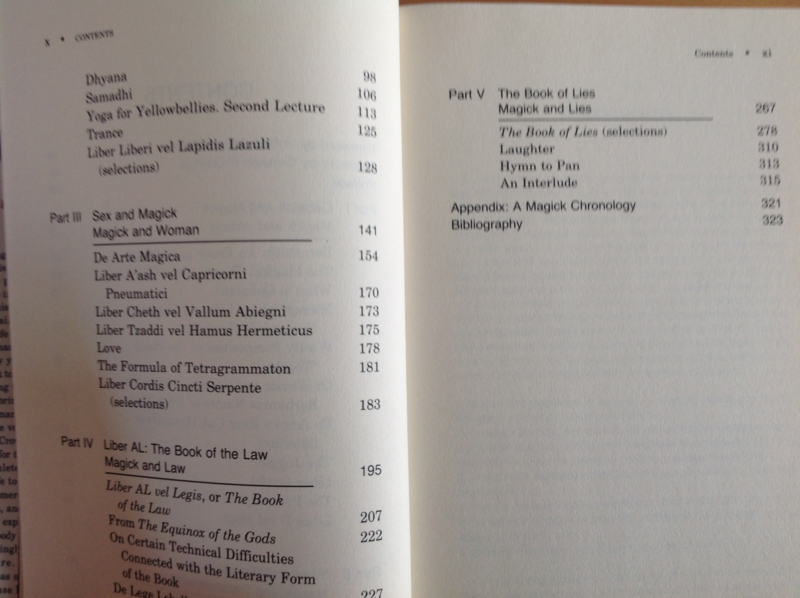 x • CONTENTS
Dhyana 98
Samadhi 106
Yoga for Yellowbellies. Second Lecture 113
Trance 125
Liber Liberi vel Lapidis Lazuli
(selections) 128
Part III Sex and Magick
Magick and Woman 141
De Arte Magica 154
Liber A'ash vel Capricorni
Pneumatici 170
Liber Cheth vel Vallum Abiegni 173
Liber Tzaddi vel Hamus Hermeticus 175
Love 178
The Formula of Tetragrammaton 181
Liber Cordis Cincti Serpente
(selections) 183
Part IV Liber AL: The Book of the Law
Magick and Law 195
Liber AL vel Legis, or The Book
of the Law 207
From The Equinox of the Gods 222
On Certain Technical Difficulties
Connected with the Literary Form
of the Book 227
De Lege
Contents • xi
Part V The Book of Lies
Magick and Lies 267
The Book of Lies (selections) 278
Laughter 310
Hymn to Pan 313
An Interlude 315
Appendix: A Magick Chronology 321
Bibliography 323